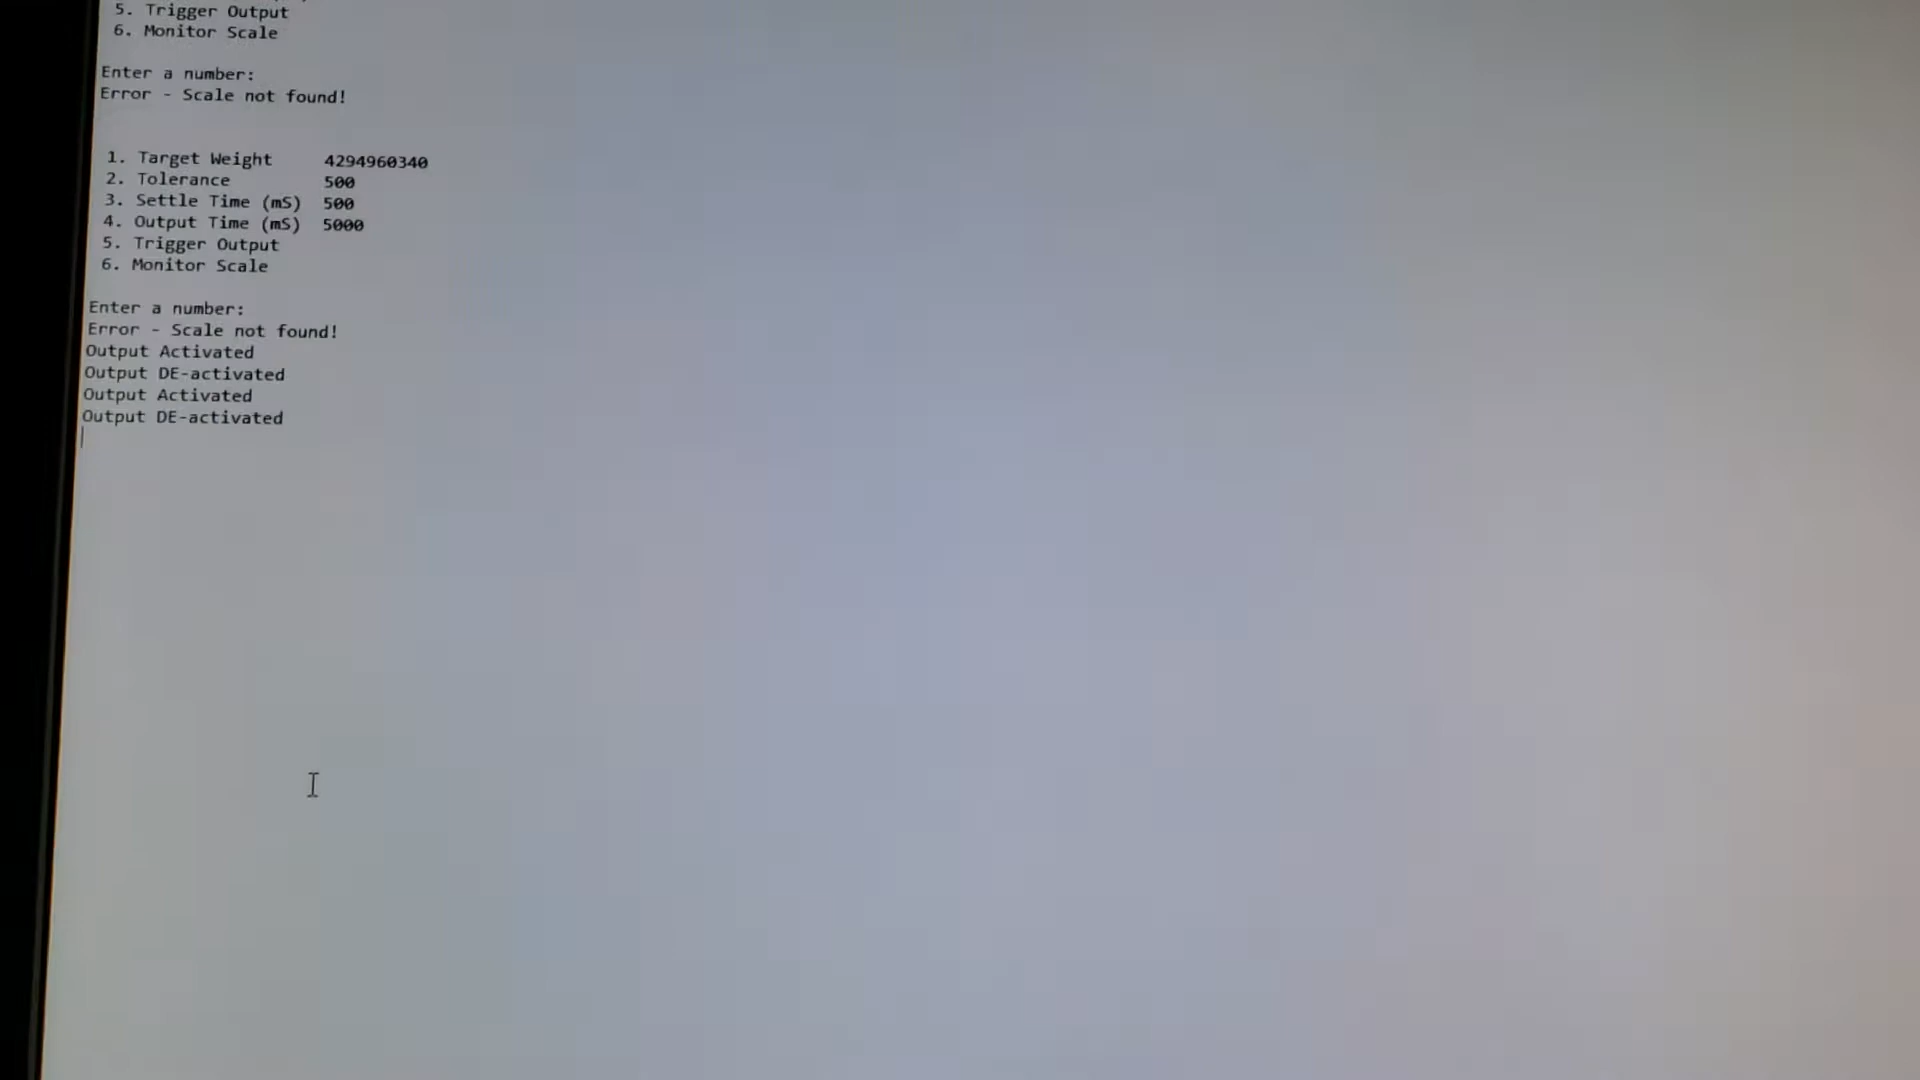 5. Trigger Output
6. Monitor Scale
Enter a number:
Error - Scale not found!
1. Target Weight 4294960340
2. Tolerance 500
3. Settle Time (mS) 500
4. Output Time (mS) 5000
5. Trigger Output
6. Monitor Scale
Enter a number:
Error - Scale not found!
Output Activated
Output DE-activated
Output Activated
Output DE-activated